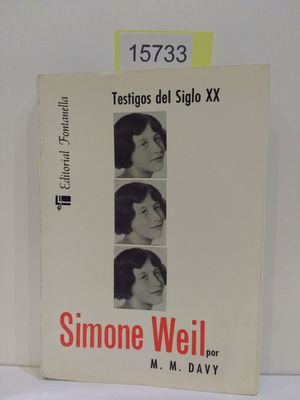 15733
Testigos del Siglo XX
Editorial Fontanella
Simone Weil
por
M. M. DAVY